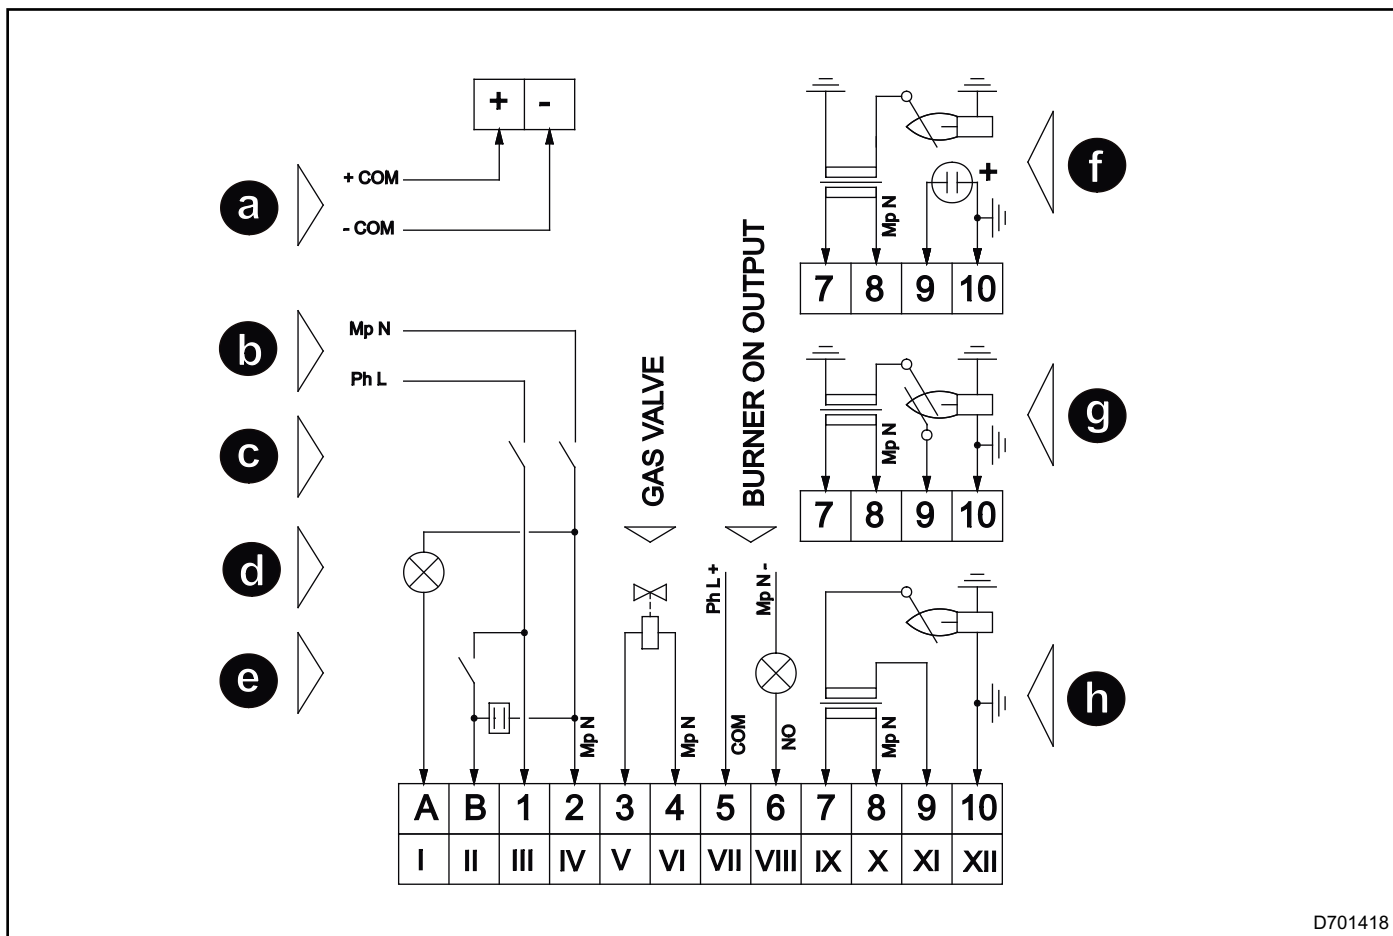 + -
a
+ COM
- COM
b
Mp N
Ph L
c
d
e
Mp N
GAS VALVE
Mp N
BURNER ON OUTPUT
Ph L +
Mp N -
COM
NO
+
Mp N
f
7 8 9 10
Mp N
g
7 8 9 10
Mp N
h
A B 1 2 3 4 5 6 7 8 9 10
I II III IV V VI VII VIII IX X XI XII
D701418